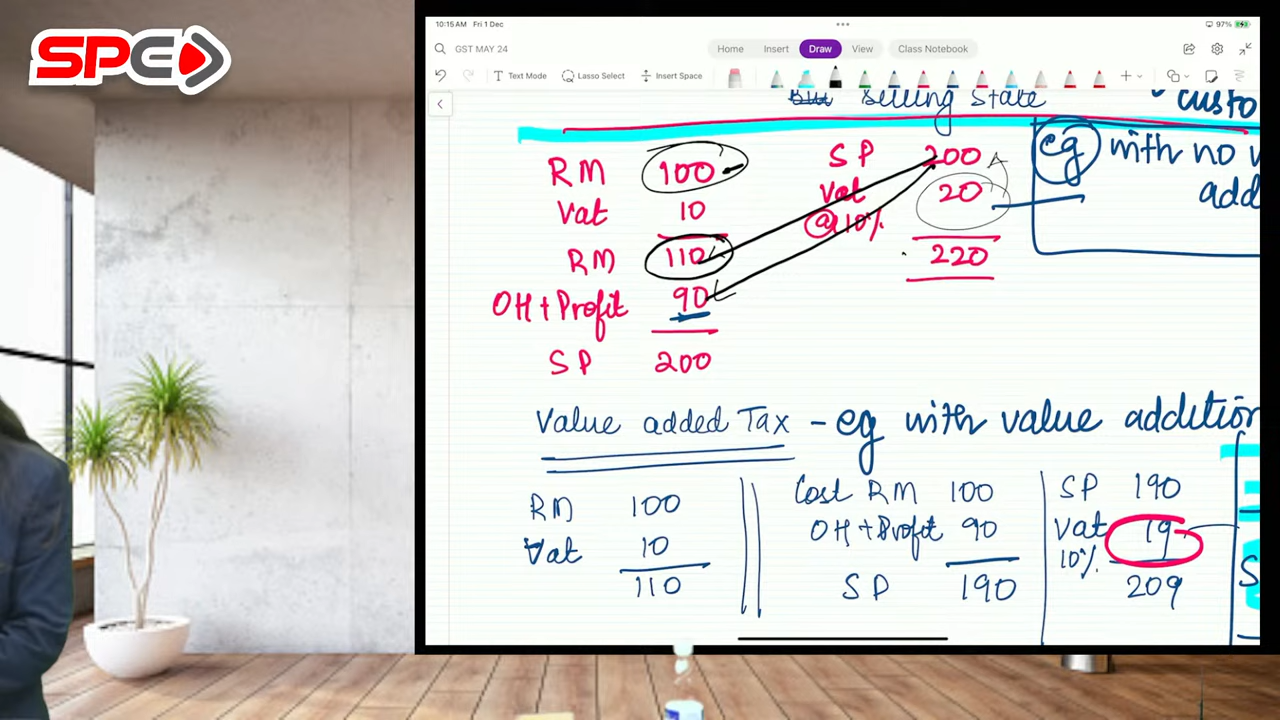 SPED
10:15 AM Fri 1 Dec
97%
GST MAY 24
Home Insert Draw View Class Notebook
Text Mode Lasso Select Insert Space
But Selling State
custo
RM 100
Vat 10
RM 110
OH + Profit 90
SP 200
SP 200
Vat 20
@ 10%
220
eg with no v
add
Value added Tax - eg with value addition
RM 100
Vat 10
110
Cost RM 100
OH + Profit 90
SP 190
SP 190
Vat 19
10%
209
S